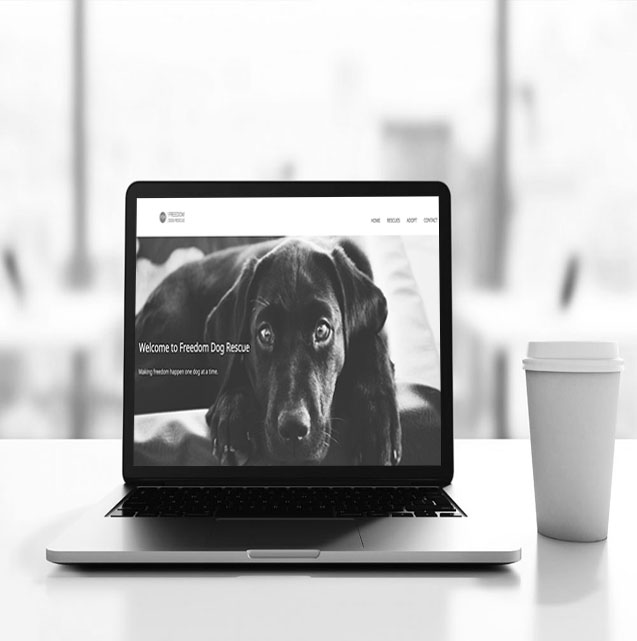 FREEDOM
DOG RESCUE
HOME RESCUES ADOPT CONTACT
Welcome to Freedom Dog Rescue
Making freedom happen one dog at a time.